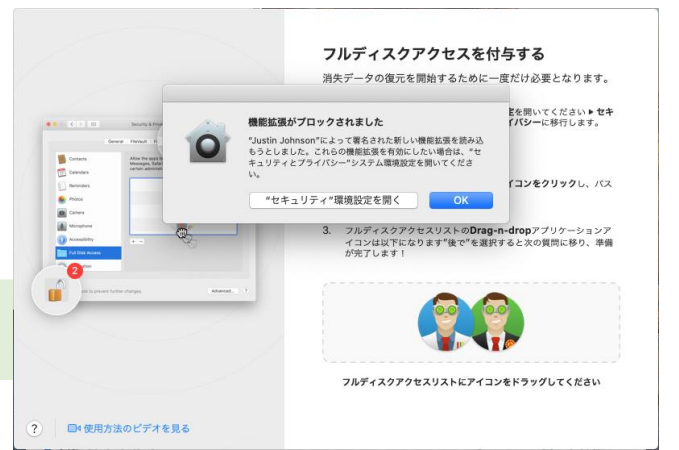 フルディスクアクセスを付与する
消失データの復元を開始するために一度だけ必要となります。
定を開いてください ▸ セキ
イバシーに移行します。
機能拡張がブロックされました
"Justin Johnson"によって署名された新しい機能拡張を読み込
もうとしました。これらの機能拡張を有効にしたい場合は、"セ
キュリティとプライバシー"システム環境設定を開いてくださ
い。
"セキュリティ"環境設定を開く
OK
イコンをクリックし、パス
3. フルディスクアクセスリストのDrag-n-dropアプリケーションア
イコンは以下になります"後で"を選択すると次の質問に移り、準備
が完了します！
フルディスクアクセスリストにアイコンをドラッグしてください
Security & Priva
General FileVault
Contacts
Calendars
Reminders
Photos
Camera
Microphone
Accessibility
Full Disk Access
Allow the apps b
Messages, Safar
certain administr
2
to prevent further changes.
Advanced...
?
? 使用方法のビデオを見る